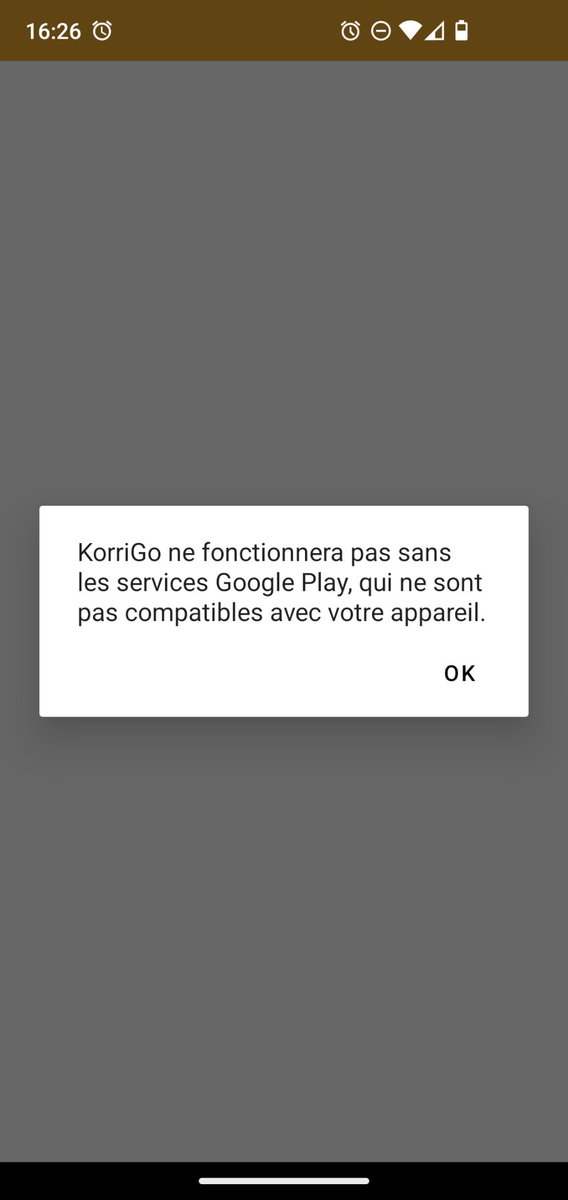 16:26
KorriGo ne fonctionnera pas sans
les services Google Play, qui ne sont
pas compatibles avec votre appareil.
OK